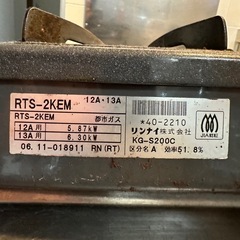 RTS-2KEM 12A・13A
RTS-2KEM 都市ガス
12A用 5.87kW
13A用 6.30kW
06.11-018911 RN(RT)
*40-2210
リンナイ株式会社
KG-S200C
区分名 A 効率51.8%